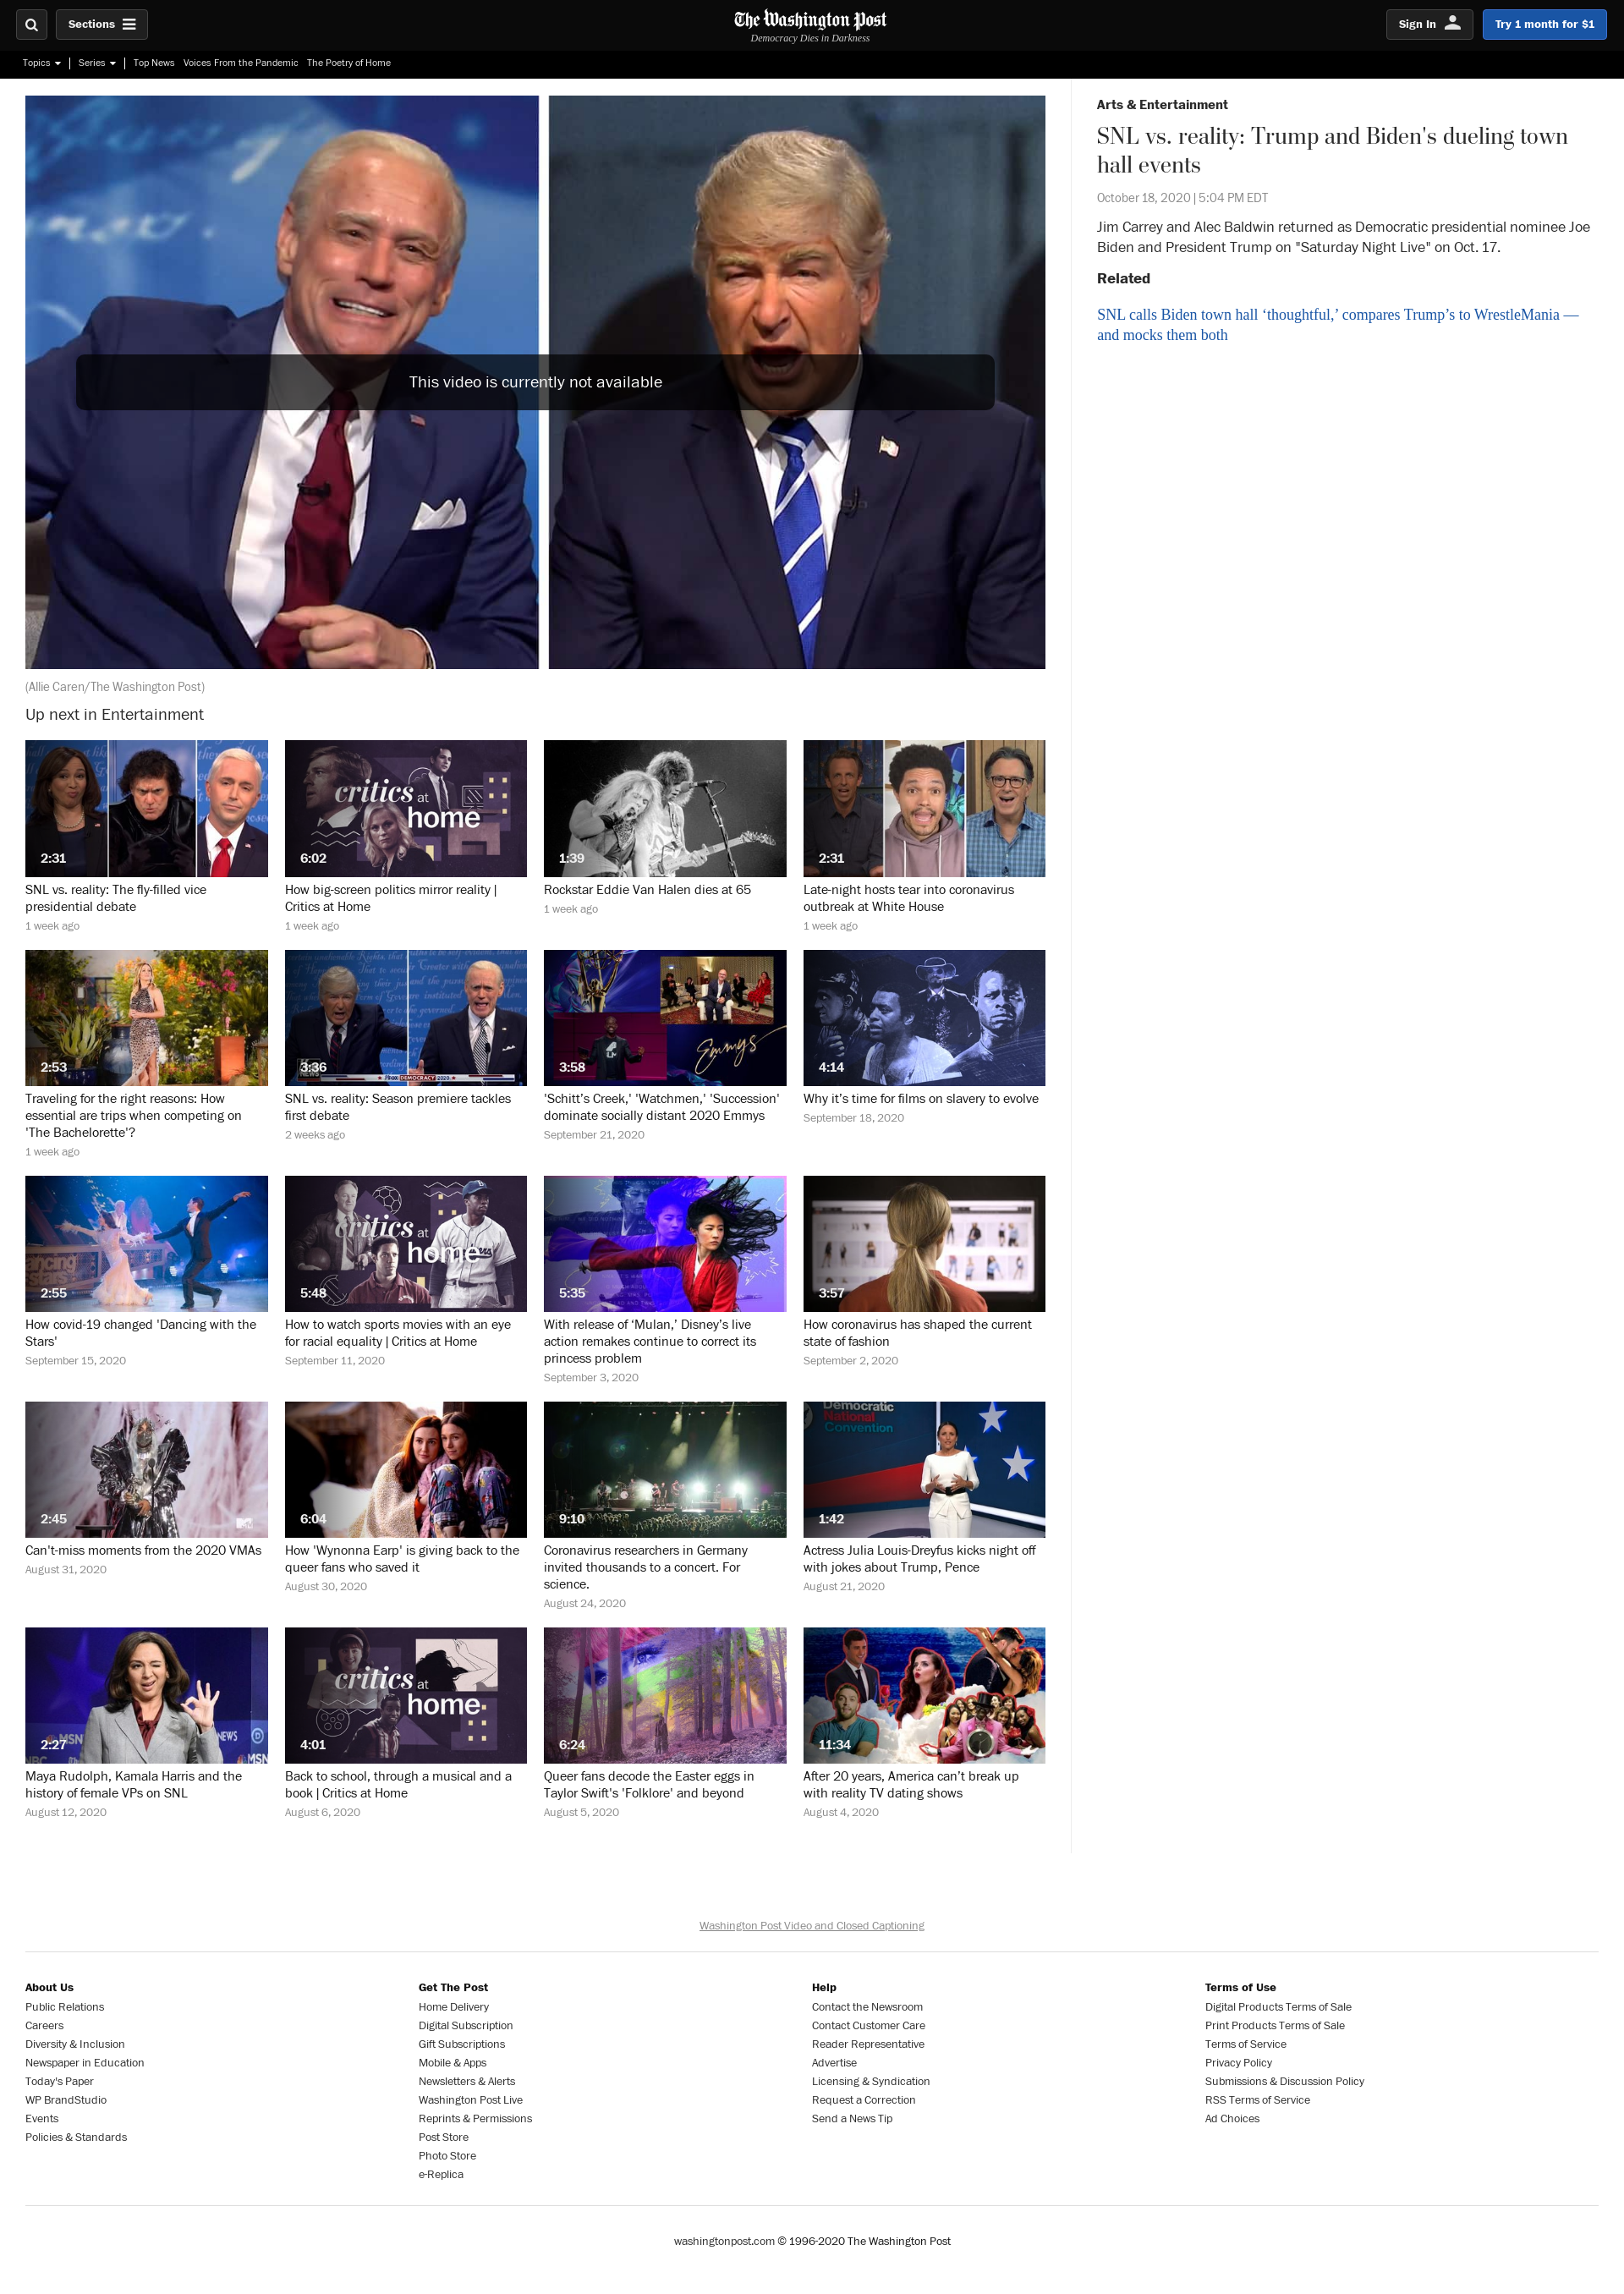 Sections
The Washington Post
Democracy Dies in Darkness
Sign In
Try 1 month for $1
Topics | Series | Top News Voices From the Pandemic The Poetry of Home
This video is currently not available
(Allie Caren/The Washington Post)
Arts & Entertainment
SNL vs. reality: Trump and Biden's dueling town
hall events
October 18, 2020 | 5:04 PM EDT
Jim Carrey and Alec Baldwin returned as Democratic presidential nominee Joe
Biden and President Trump on "Saturday Night Live" on Oct. 17.
Related
SNL calls Biden town hall ‘thoughtful,’ compares Trump’s to WrestleMania —
and mocks them both
Up next in Entertainment
2:31
SNL vs. reality: The fly-filled vice
presidential debate
1 week ago
critics at
home
6:02
How big-screen politics mirror reality |
Critics at Home
1 week ago
1:39
Rockstar Eddie Van Halen dies at 65
1 week ago
2:31
Late-night hosts tear into coronavirus
outbreak at White House
1 week ago
2:53
Traveling for the right reasons: How
essential are trips when competing on
'The Bachelorette'?
1 week ago
3:36
SNL vs. reality: Season premiere tackles
first debate
2 weeks ago
Emmys
3:58
'Schitt’s Creek,' 'Watchmen,' 'Succession'
dominate socially distant 2020 Emmys
September 21, 2020
4:14
Why it’s time for films on slavery to evolve
September 18, 2020
2:55
How covid-19 changed 'Dancing with the
Stars'
September 15, 2020
critics at
home
5:48
How to watch sports movies with an eye
for racial equality | Critics at Home
September 11, 2020
5:35
With release of ‘Mulan,’ Disney’s live
action remakes continue to correct its
princess problem
September 3, 2020
3:57
How coronavirus has shaped the current
state of fashion
September 2, 2020
2:45
Can't-miss moments from the 2020 VMAs
August 31, 2020
6:04
How 'Wynonna Earp' is giving back to the
queer fans who saved it
August 30, 2020
9:10
Coronavirus researchers in Germany
invited thousands to a concert. For
science.
August 24, 2020
Democratic
National
Convention
1:42
Actress Julia Louis-Dreyfus kicks night off
with jokes about Trump, Pence
August 21, 2020
2:27
Maya Rudolph, Kamala Harris and the
history of female VPs on SNL
August 12, 2020
critics at
home
4:01
Back to school, through a musical and a
book | Critics at Home
August 6, 2020
6:24
Queer fans decode the Easter eggs in
Taylor Swift's 'Folklore' and beyond
August 5, 2020
11:34
After 20 years, America can’t break up
with reality TV dating shows
August 4, 2020
Washington Post Video and Closed Captioning
About Us
Public Relations
Careers
Diversity & Inclusion
Newspaper in Education
Today's Paper
WP BrandStudio
Events
Policies & Standards
Get The Post
Home Delivery
Digital Subscription
Gift Subscriptions
Mobile & Apps
Newsletters & Alerts
Washington Post Live
Reprints & Permissions
Post Store
Photo Store
e-Replica
Help
Contact the Newsroom
Contact Customer Care
Reader Representative
Advertise
Licensing & Syndication
Request a Correction
Send a News Tip
Terms of Use
Digital Products Terms of Sale
Print Products Terms of Sale
Terms of Service
Privacy Policy
Submissions & Discussion Policy
RSS Terms of Service
Ad Choices
washingtonpost.com © 1996-2020 The Washington Post